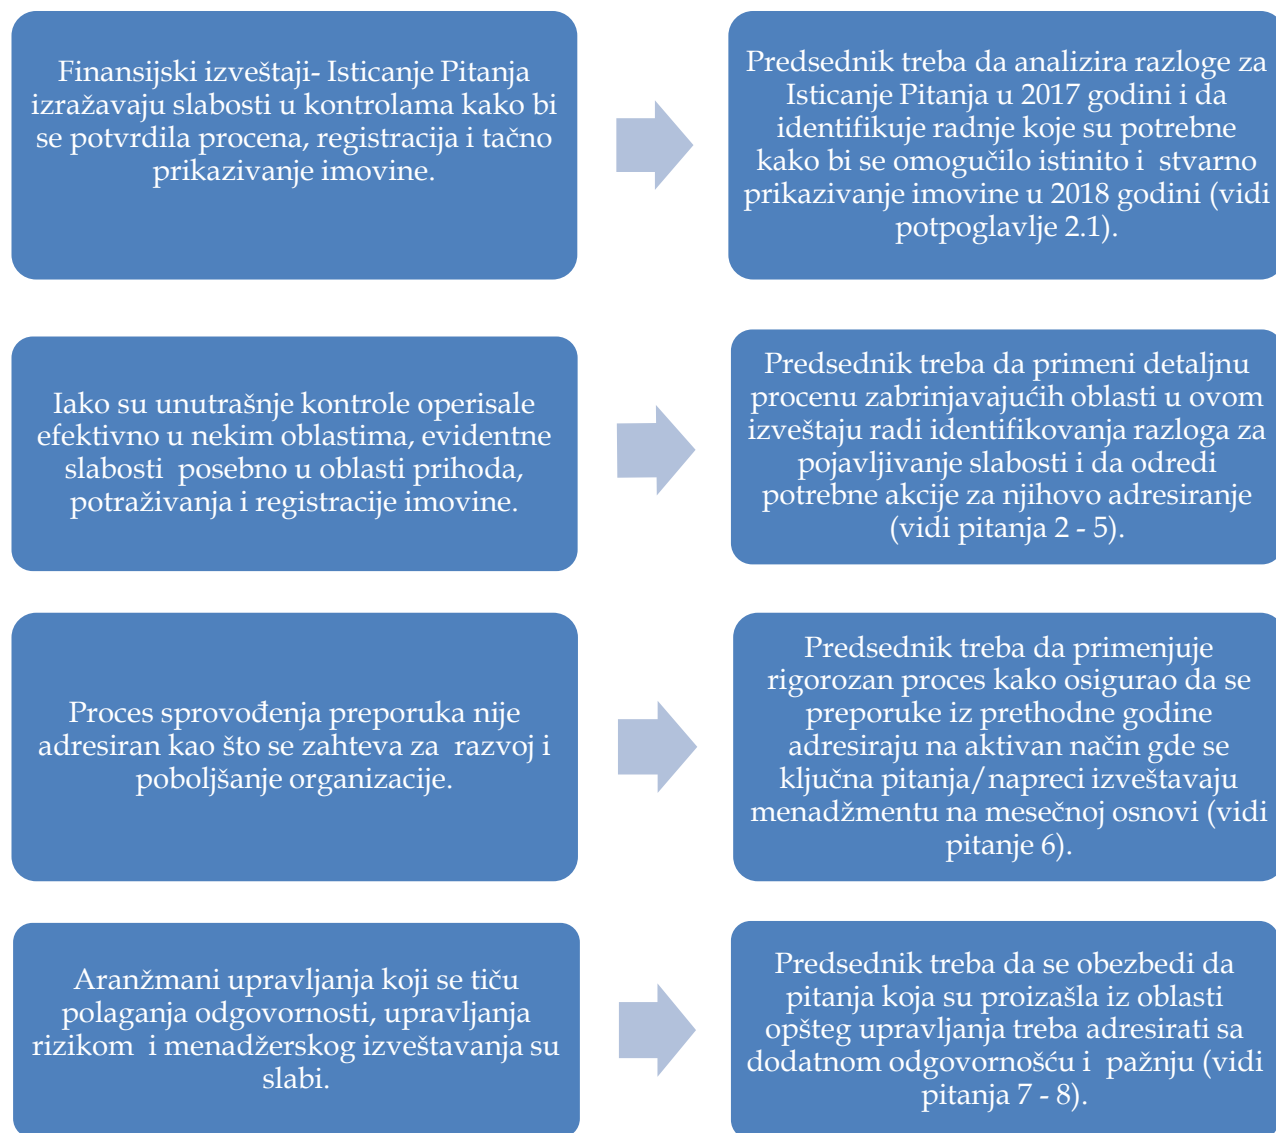 Finansijski izveštaji- Isticanje Pitanja
izražavaju slabosti u kontrolama kako bi
se potvrdila procena, registracija i tačno
prikazivanje imovine.
Predsednik treba da analizira razloge za
Isticanje Pitanja u 2017 godini i da
identifikuje radnje koje su potrebne
kako bi se omogučilo istinito i stvarno
prikazivanje imovine u 2018 godini (vidi
potpoglavlje 2.1).
Iako su unutrašnje kontrole operisale
efektivno u nekim oblastima, evidentne
slabosti posebno u oblasti prihoda,
potraživanja i registracije imovine.
Predsednik treba da primeni detaljnu
procenu zabrinjavajućih oblasti u ovom
izveštaju radi identifikovanja razloga za
pojavljivanje slabosti i da odredi
potrebne akcije za njihovo adresiranje
(vidi pitanja 2 - 5).
Proces sprovođenja preporuka nije
adresiran kao što se zahteva za razvoj i
poboljšanje organizacije.
Predsednik treba da primenjuje
rigorozan proces kako osigurao da se
preporuke iz prethodne godine
adresiraju na aktivan način gde se
ključna pitanja/napreci izveštavaju
menadžmentu na mesečnoj osnovi (vidi
pitanje 6).
Aranžmani upravljanja koji se tiču
polaganja odgovornosti, upravljanja
rizikom i menadžerskog izveštavanja su
slabi.
Predsednik treba da se obezbedi da
pitanja koja su proizašla iz oblasti
opšteg upravljanja treba adresirati sa
dodatnom odgovornošću i pažnju (vidi
pitanja 7 - 8).